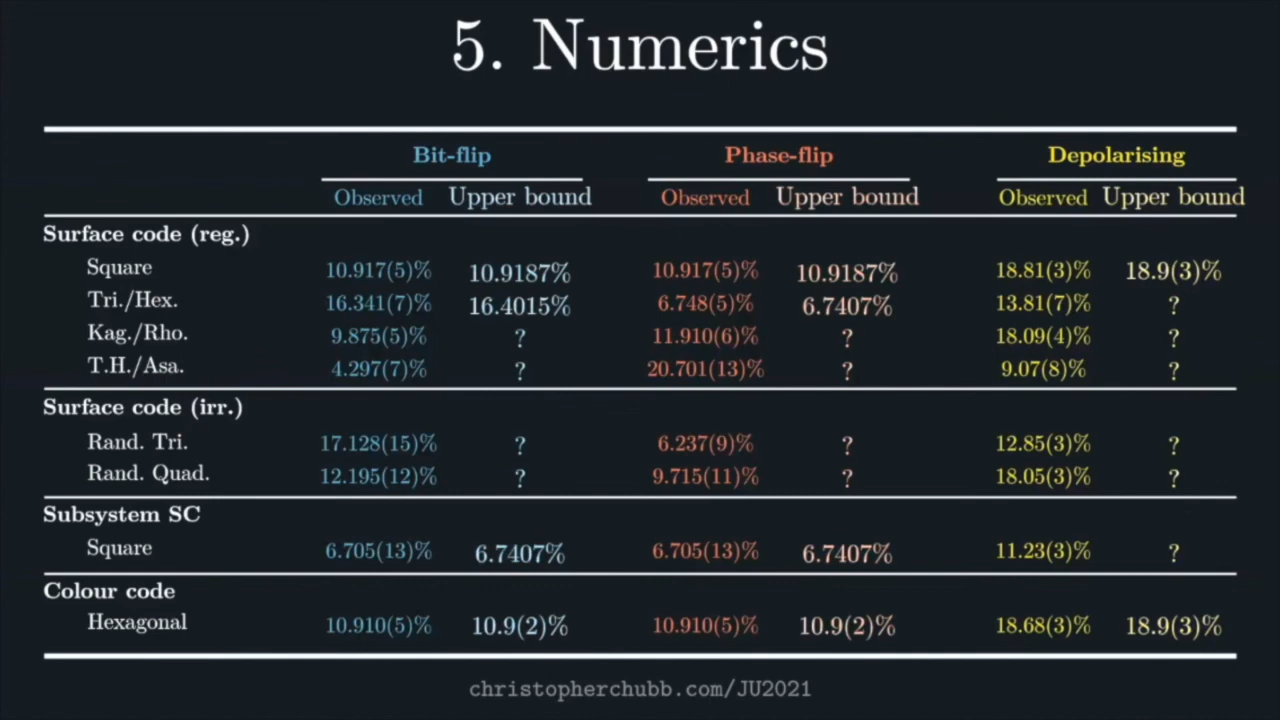 5. Numerics
Bit-flip Phase-flip Depolarising
Observed Upper bound Observed Upper bound Observed Upper bound
Surface code (reg.)
Square 10.917(5)% 10.9187% 10.917(5)% 10.9187% 18.81(3)% 18.9(3)%
Tri./Hex. 16.341(7)% 16.4015% 6.748(5)% 6.7407% 13.81(7)% ?
Kag./Rho. 9.875(5)% ? 11.910(6)% ? 18.09(4)% ?
T.H./Asa. 4.297(7)% ? 20.701(13)% ? 9.07(8)% ?
Surface code (irr.)
Rand. Tri. 17.128(15)% ? 6.237(9)% ? 12.85(3)% ?
Rand. Quad. 12.195(12)% ? 9.715(11)% ? 18.05(3)% ?
Subsystem SC
Square 6.705(13)% 6.7407% 6.705(13)% 6.7407% 11.23(3)% ?
Colour code
Hexagonal 10.910(5)% 10.9(2)% 10.910(5)% 10.9(2)% 18.68(3)% 18.9(3)%
christopherchubb.com/JU2021